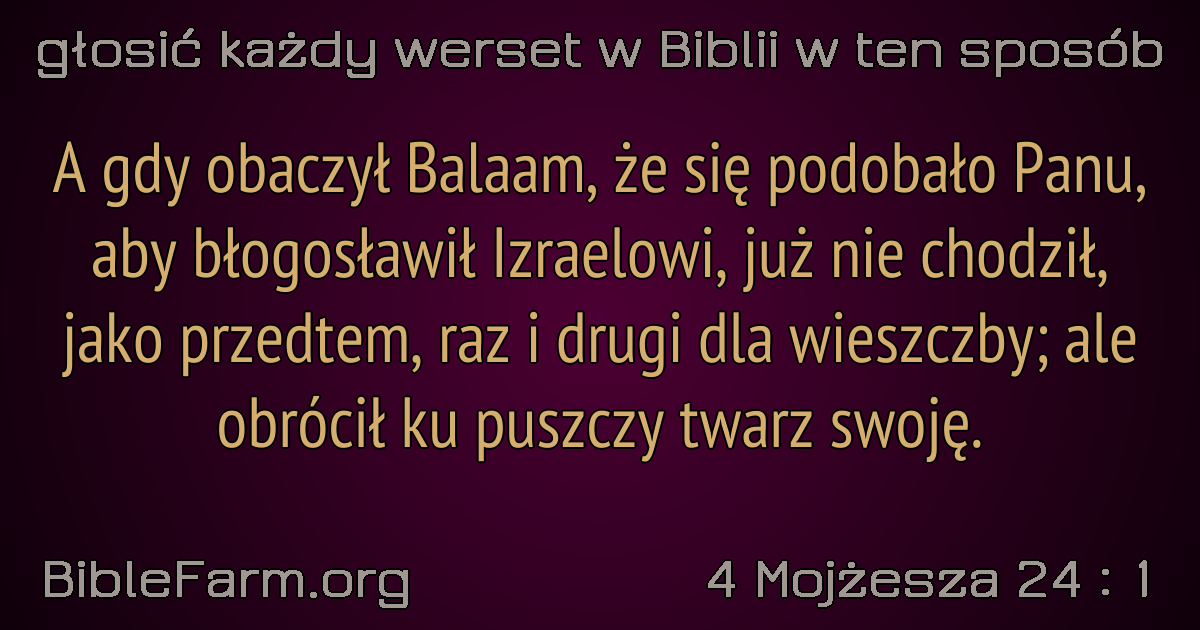 głosić każdy werset w Biblii w ten sposób
A gdy obaczył Balaam, że się podobało Panu,
aby błogosławił Izraelowi, już nie chodził,
jako przedtem, raz i drugi dla wieszczby; ale
obrócił ku puszczy twarz swoję.
BibleFarm.org
4 Mojżesza 24 : 1